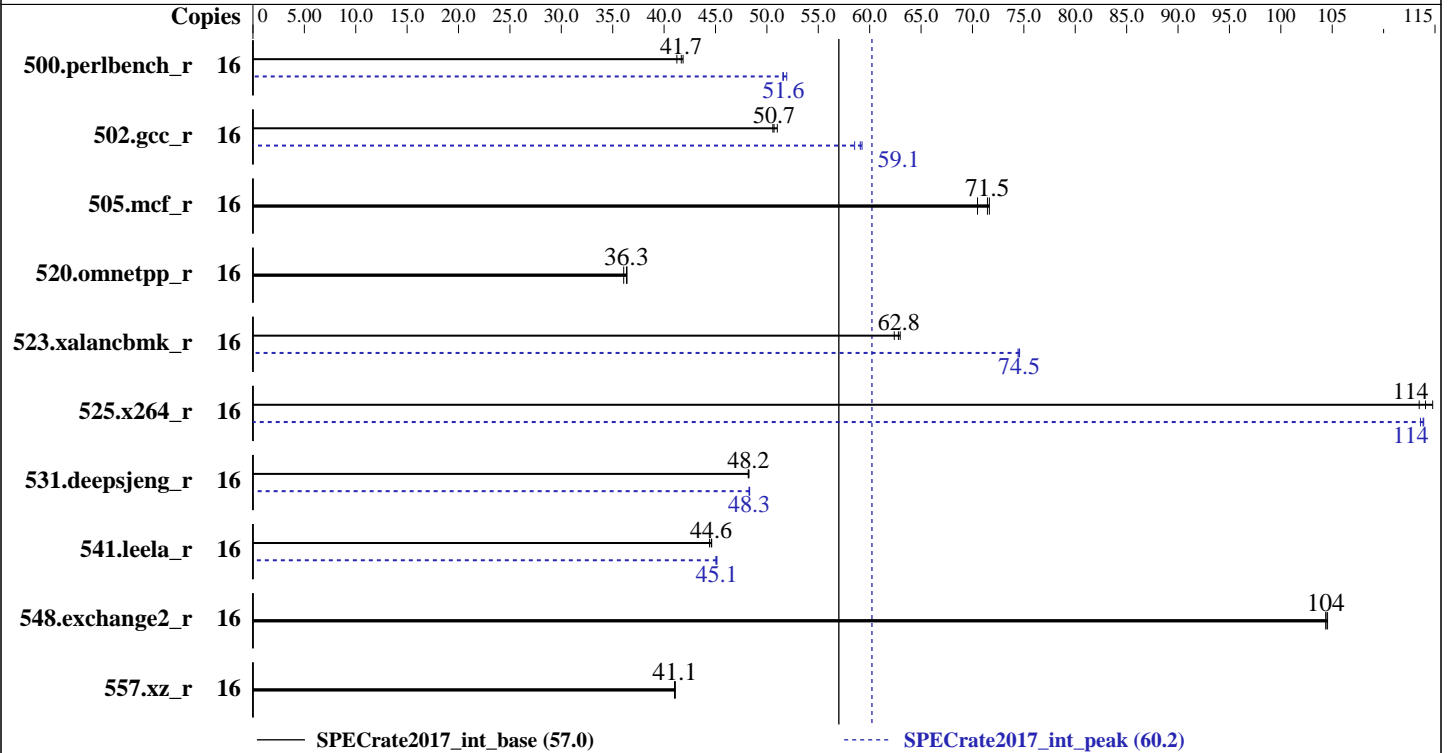 Copies 0 5.00 10.0 15.0 20.0 25.0 30.0 35.0 40.0 45.0 50.0 55.0 60.0 65.0 70.0 75.0 80.0 85.0 90.0 95.0 100 105 115
41.7
500.perlbench_r 16
51.6
50.7
502.gcc_r 16
59.1
71.5
505.mcf_r 16
36.3
520.omnetpp_r 16
62.8
523.xalancbmk_r 16
74.5
114
525.x264_r 16
114
48.2
531.deepsjeng_r 16
48.3
44.6
541.leela_r 16
45.1
104
548.exchange2_r 16
41.1
557.xz_r 16
SPECrate2017_int_base (57.0) SPECrate2017_int_peak (60.2)